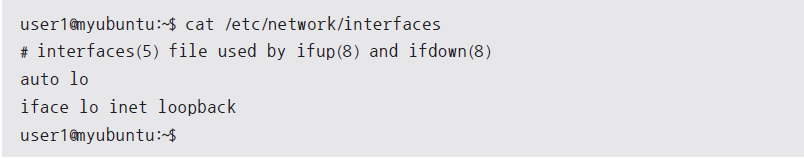 user1@myubuntu:~$ cat /etc/network/interfaces
# interfaces(5) file used by ifup(8) and ifdown(8)
auto lo
iface lo inet loopback
user1@myubuntu:~$